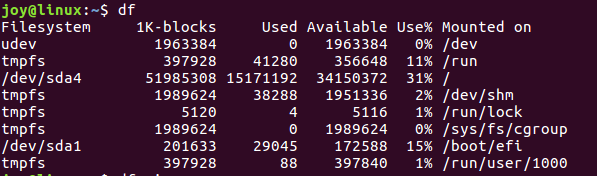 joy@linux:~$ df
Filesystem     1K-blocks     Used Available Use% Mounted on
udev             1963384        0   1963384   0% /dev
tmpfs             397928    41280    356648  11% /run
/dev/sda4       51985308 15171192  34150372  31% /
tmpfs            1989624    38288   1951336   2% /dev/shm
tmpfs               5120        4      5116   1% /run/lock
tmpfs            1989624        0   1989624   0% /sys/fs/cgroup
/dev/sda1         201633    29045    172588  15% /boot/efi
tmpfs             397928       88    397840   1% /run/user/1000